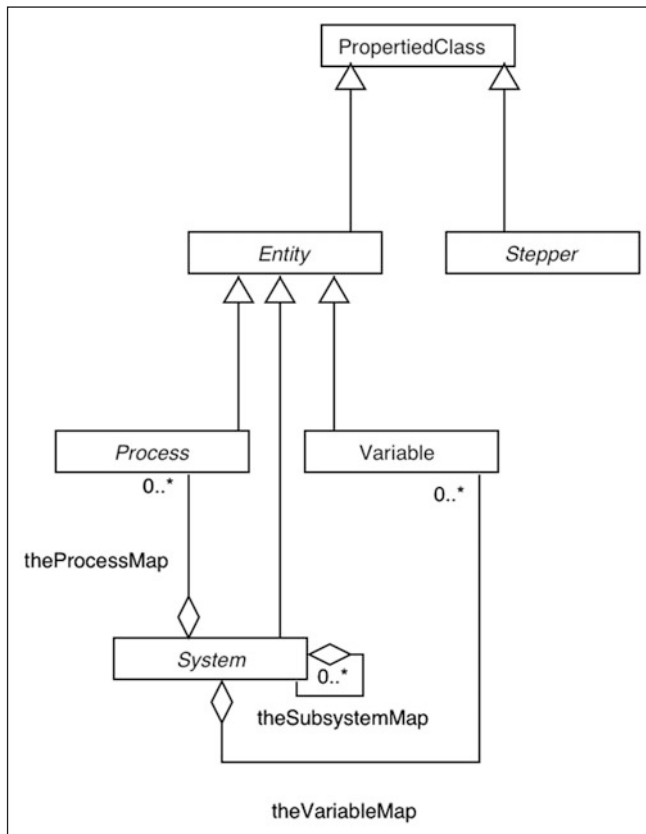 PropertiedClass
Entity
Stepper
Process
Variable
0..*
0..*
theProcessMap
System
0..*
theSubsystemMap
theVariableMap